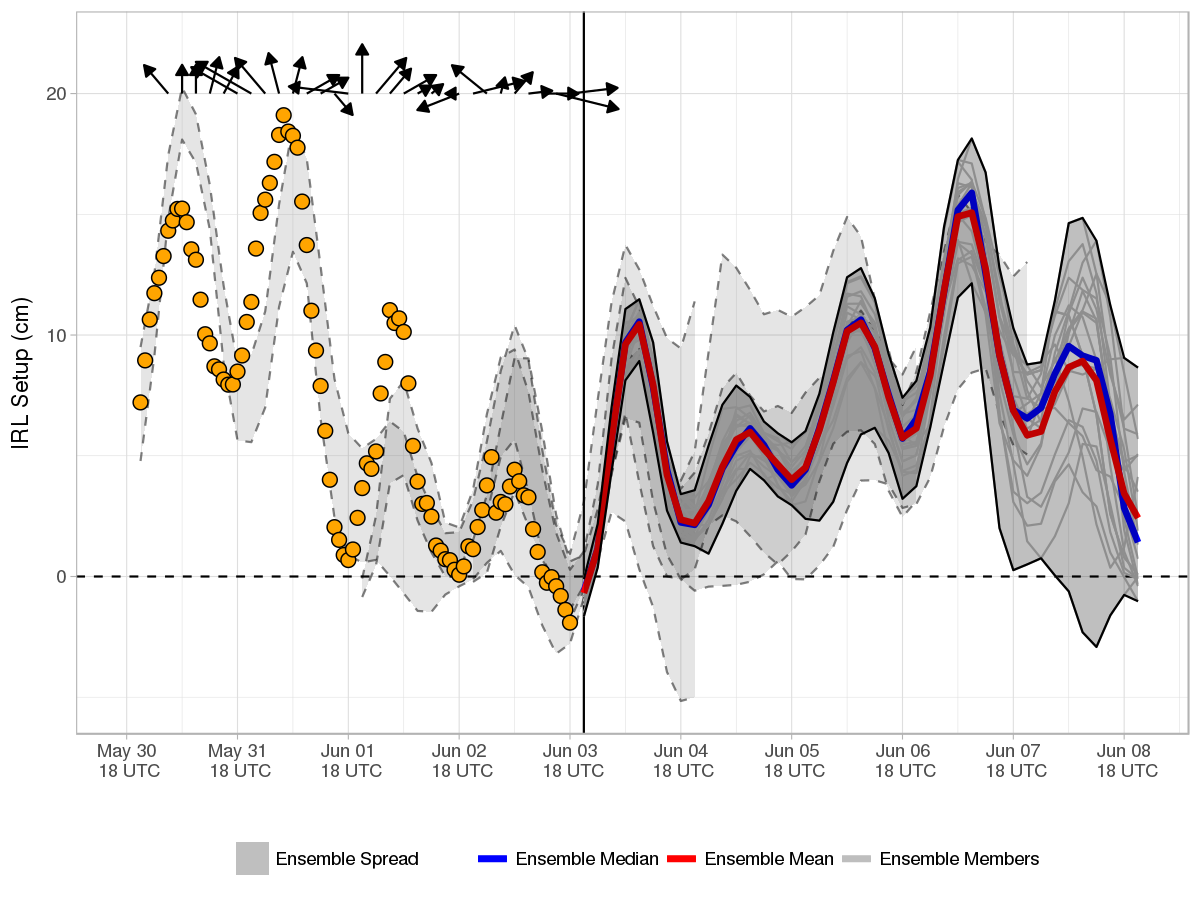 IRL Setup (cm)
20
10
0
May 30 May 31 Jun 01 Jun 02 Jun 03 Jun 04 Jun 05 Jun 06 Jun 07 Jun 08
18 UTC 18 UTC 18 UTC 18 UTC 18 UTC 18 UTC 18 UTC 18 UTC 18 UTC 18 UTC
Ensemble Spread Ensemble Median Ensemble Mean Ensemble Members